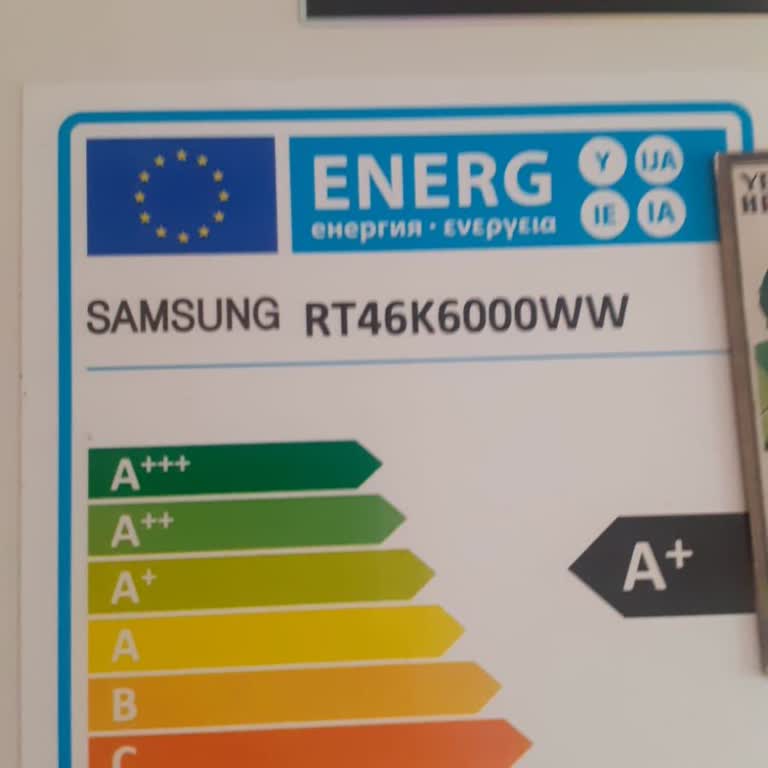 ENERG Y IJA
енергия · ενεργεια IE IA
SAMSUNG RT46K6000WW
A+++
A++
A+
A+
A
B
C